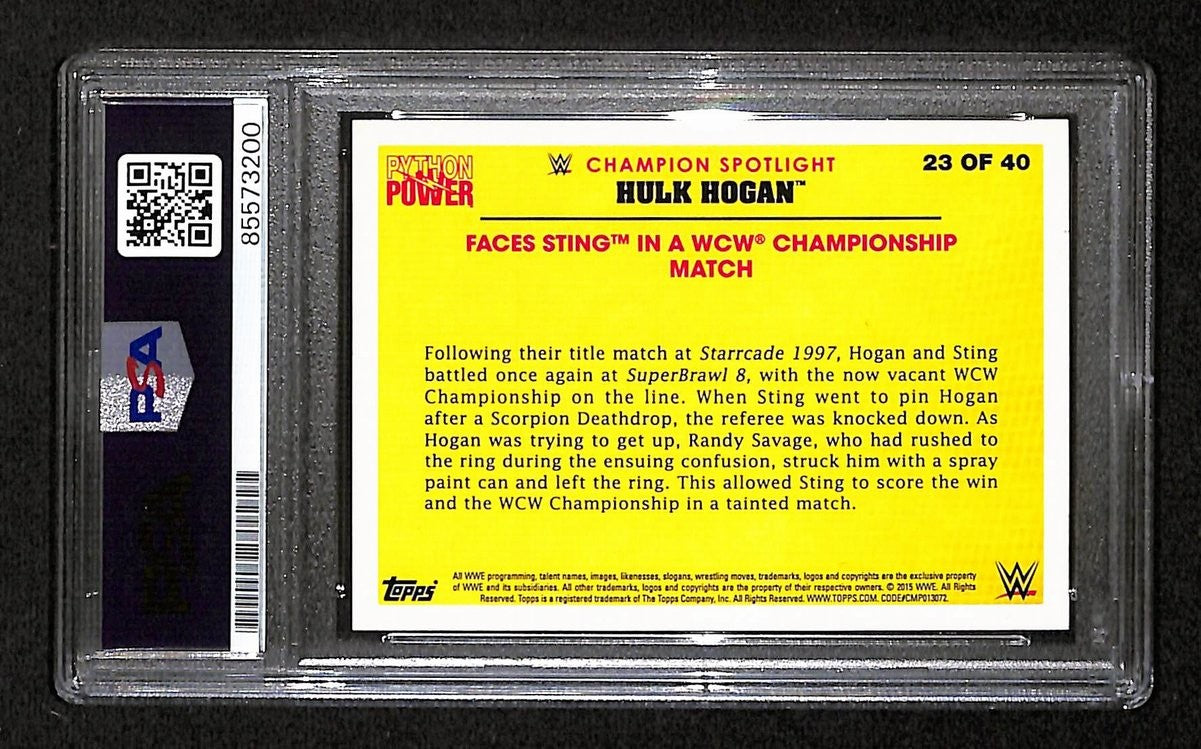 85573200
PSA
PYTHON
POWER
W CHAMPION SPOTLIGHT
HULK HOGAN™
23 OF 40
FACES STING™ IN A WCW® CHAMPIONSHIP
MATCH
Following their title match at Starrcade 1997, Hogan and Sting
battled once again at SuperBrawl 8, with the now vacant WCW
Championship on the line. When Sting went to pin Hogan
after a Scorpion Deathdrop, the referee was knocked down. As
Hogan was trying to get up, Randy Savage, who had rushed to
the ring during the ensuing confusion, struck him with a spray
paint can and left the ring. This allowed Sting to score the win
and the WCW Championship in a tainted match.
Topps
All WWE programming, talent names, images, likenesses, slogans, wrestling moves, trademarks, logos and copyrights are the exclusive property
of WWE and its subsidiaries. All other trademarks, logos and copyrights are the property of their respective owners. © 2015 WWE. All Rights
Reserved. Topps is a registered trademark of The Topps Company, Inc. All Rights Reserved. WWW.TOPPS.COM. CODE#CMP013072.
W